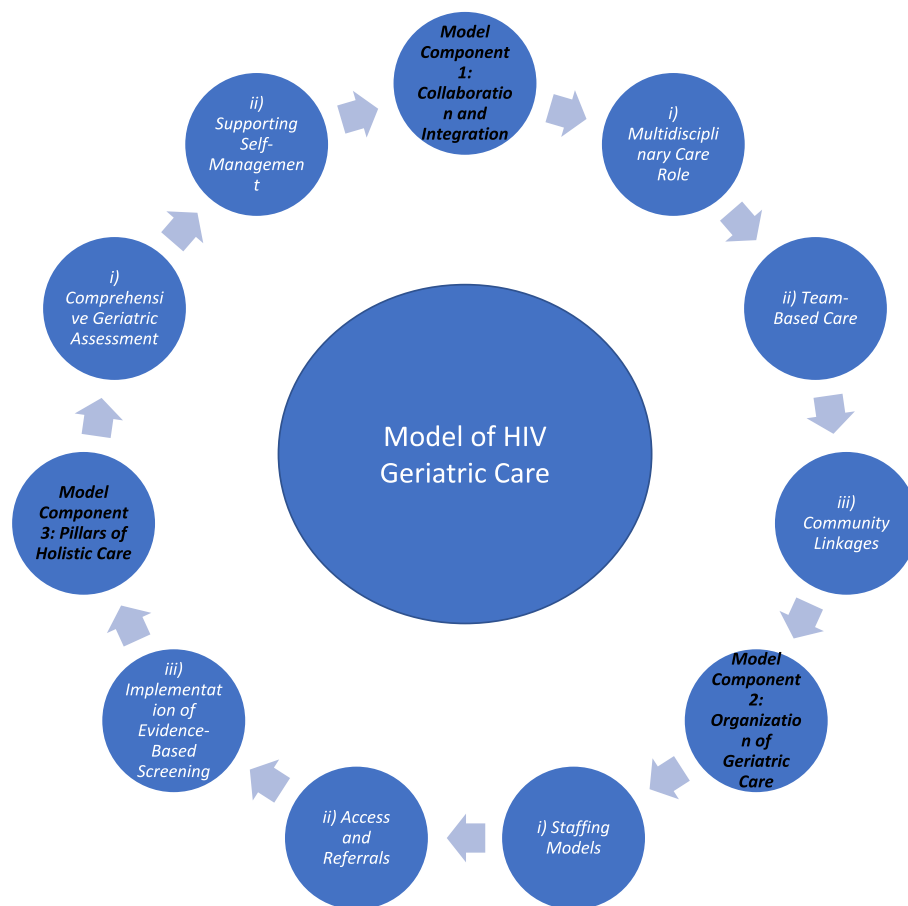 Model
Component
1:
Collaboratio
n and
Integration
i)
Multidiscipli
nary Care
Role
ii) Team-
Based Care
iii)
Community
Linkages
Model
Component
2:
Organizatio
n of
Geriatric
Care
i) Staffing
Models
ii) Access
and
Referrals
iii)
Implementat
ion of
Evidence-
Based
Screening
Model
Component
3: Pillars of
Holistic Care
i)
Comprehensi
ve Geriatric
Assessment
ii)
Supporting
Self-
Managemen
t
Model of HIV
Geriatric Care